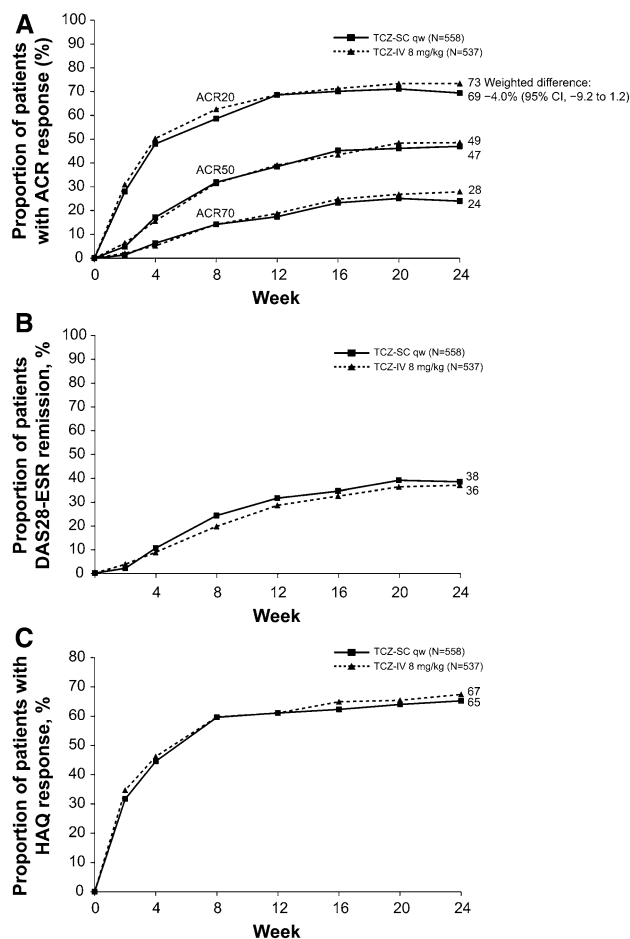 A
Proportion of patients
with ACR response (%)
100
90
80
70
60
50
40
30
20
10
0
TCZ-SC qw (N=558)
TCZ-IV 8 mg/kg (N=537)
ACR20
ACR50
ACR70
73 Weighted difference:
69 −4.0% (95% CI, −9.2 to 1.2)
49
47
28
24
0 4 8 12 16 20 24
Week
B
Proportion of patients
DAS28-ESR remission, %
100
90
80
70
60
50
40
30
20
10
0
TCZ-SC qw (N=558)
TCZ-IV 8 mg/kg (N=537)
38
36
0 4 8 12 16 20 24
Week
C
Proportion of patients with
HAQ response, %
80
70
60
50
40
30
20
10
0
TCZ-SC qw (N=558)
TCZ-IV 8 mg/kg (N=537)
67
65
0 4 8 12 16 20 24
Week